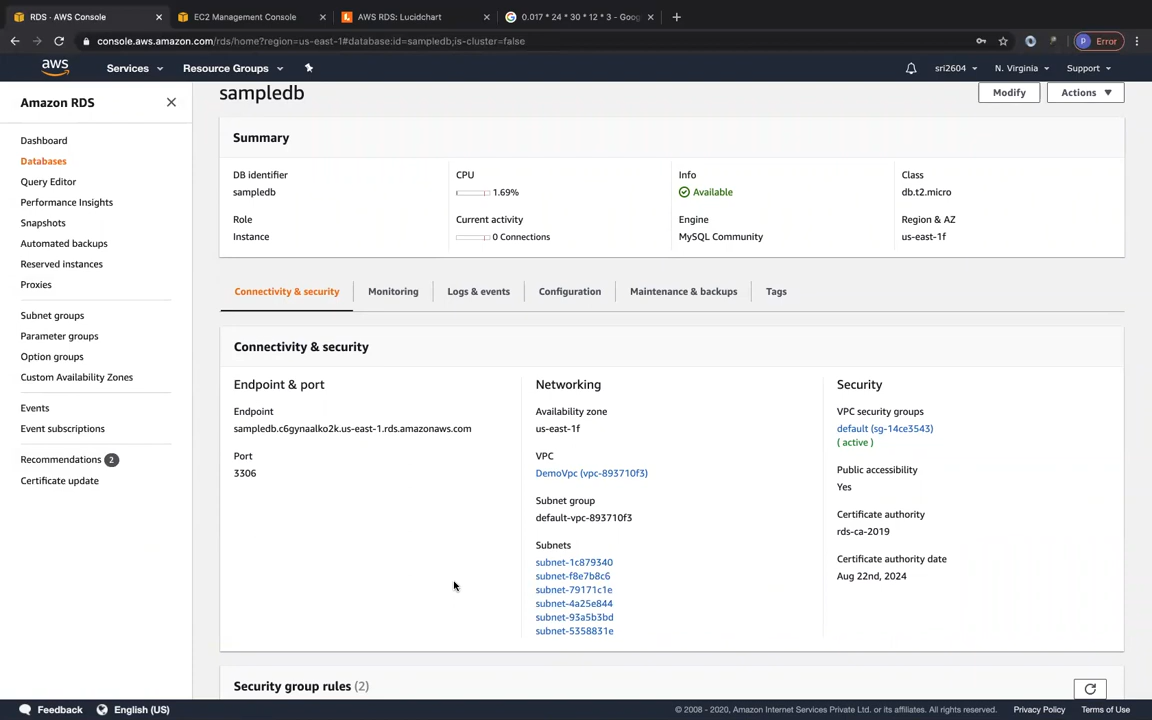 RDS · AWS Console
EC2 Management Console
AWS RDS: Lucidchart
0.017 * 24 * 30 * 12 * 3 - Goog
console.aws.amazon.com/rds/home?region=us-east-1#database:id=sampledb;is-cluster=false
P Error
aws
Services
Resource Groups
sri2604
N. Virginia
Support
Amazon RDS
Dashboard
Databases
Query Editor
Performance Insights
Snapshots
Automated backups
Reserved instances
Proxies
Subnet groups
Parameter groups
Option groups
Custom Availability Zones
Events
Event subscriptions
Recommendations 2
Certificate update
sampledb
Modify
Actions
Summary
DB identifier
sampledb
CPU
1.69%
Info
Available
Class
db.t2.micro
Role
Instance
Current activity
0 Connections
Engine
MySQL Community
Region & AZ
us-east-1f
Connectivity & security
Monitoring
Logs & events
Configuration
Maintenance & backups
Tags
Connectivity & security
Endpoint & port
Endpoint
sampledb.c6gynaalko2k.us-east-1.rds.amazonaws.com
Port
3306
Networking
Availability zone
us-east-1f
VPC
DemoVpc (vpc-893710f3)
Subnet group
default-vpc-893710f3
Subnets
subnet-1c879340
subnet-f8e7b8c6
subnet-79171c1e
subnet-4a25e844
subnet-93a5b3bd
subnet-5358831e
Security
VPC security groups
default (sg-14ce3543)
( active )
Public accessibility
Yes
Certificate authority
rds-ca-2019
Certificate authority date
Aug 22nd, 2024
Security group rules (2)
Feedback
English (US)
© 2008 - 2020, Amazon Internet Services Private Ltd. or its affiliates. All rights reserved.
Privacy Policy
Terms of Use